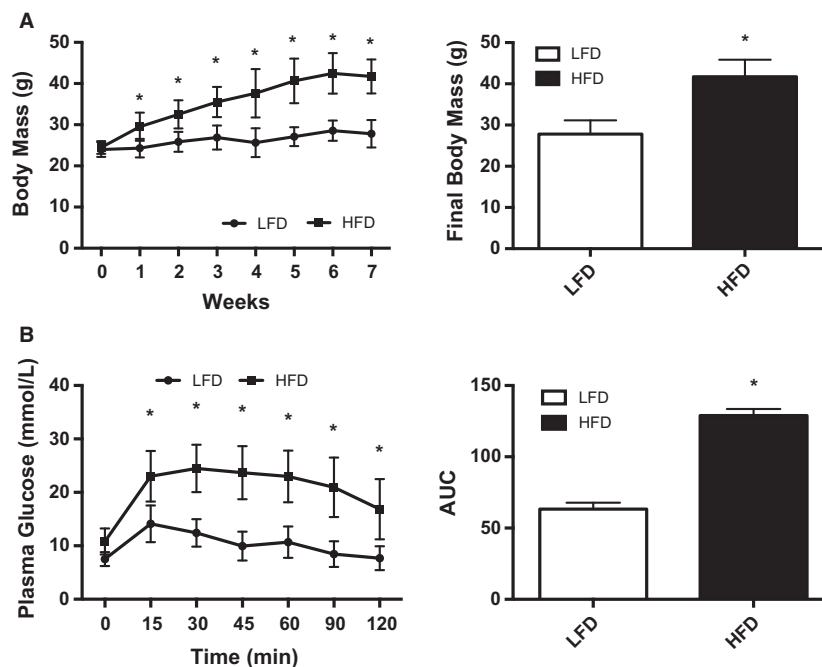 A
Body Mass (g)
50
40
30
20
10
0
* * * * * * *
LFD HFD
0 1 2 3 4 5 6 7
Weeks
Final Body Mass (g)
50
40
30
20
10
0
LFD
HFD
*
LFD HFD
B
Plasma Glucose (mmol/L)
40
30
20
10
0
LFD HFD
* * * * * *
0 15 30 45 60 90 120
Time (min)
AUC
150
100
50
0
LFD
HFD
*
LFD HFD